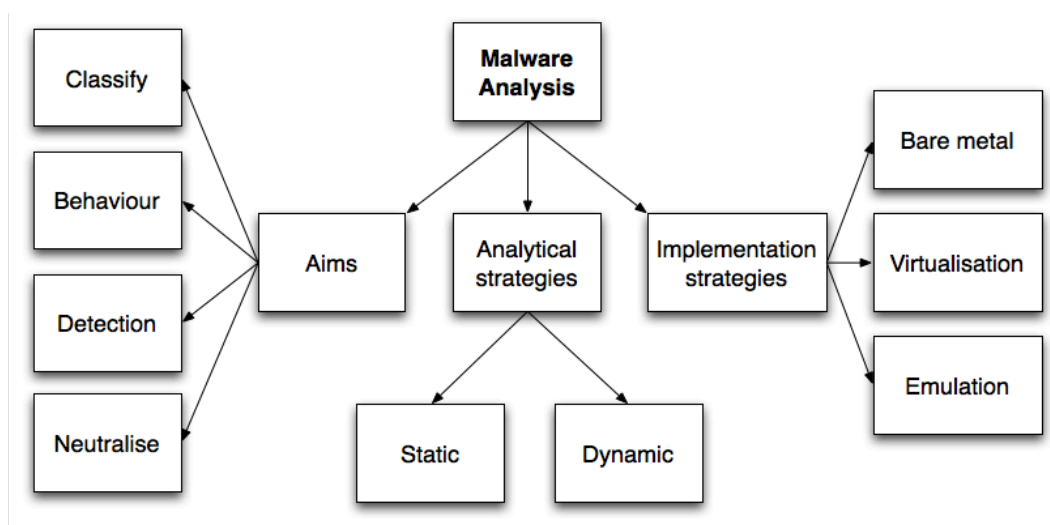 Malware
Analysis
Aims
Analytical
strategies
Implementation
strategies
Classify
Behaviour
Detection
Neutralise
Static
Dynamic
Bare metal
Virtualisation
Emulation